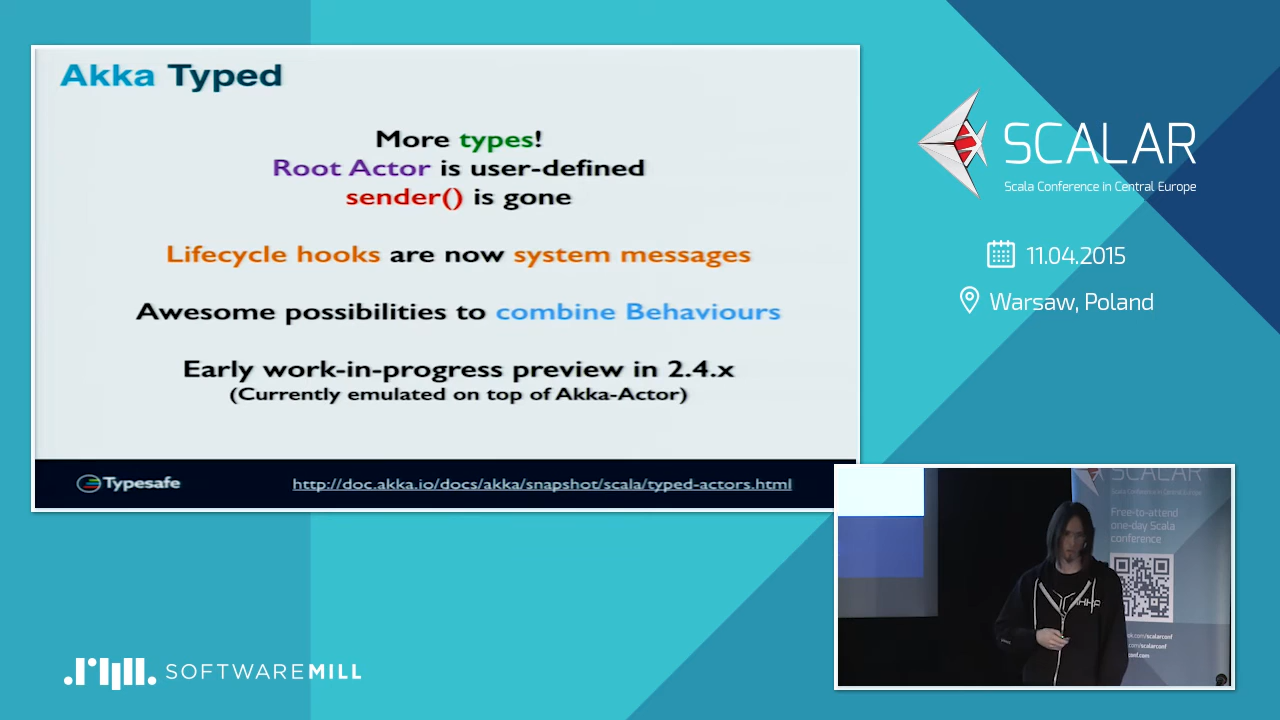 Akka Typed
More types!
Root Actor is user-defined
sender() is gone
Lifecycle hooks are now system messages
Awesome possibilities to combine Behaviours
Early work-in-progress preview in 2.4.x
(Currently emulated on top of Akka-Actor)
Typesafe
http://doc.akka.io/docs/akka/snapshot/scala/typed-actors.html
SCALAR
Scala Conference in Central Europe
11.04.2015
Warsaw, Poland
SCALAR
Scala Conference in Central Europe
Free-to-attend
one-day Scala
conference
SOFTWAREMILL